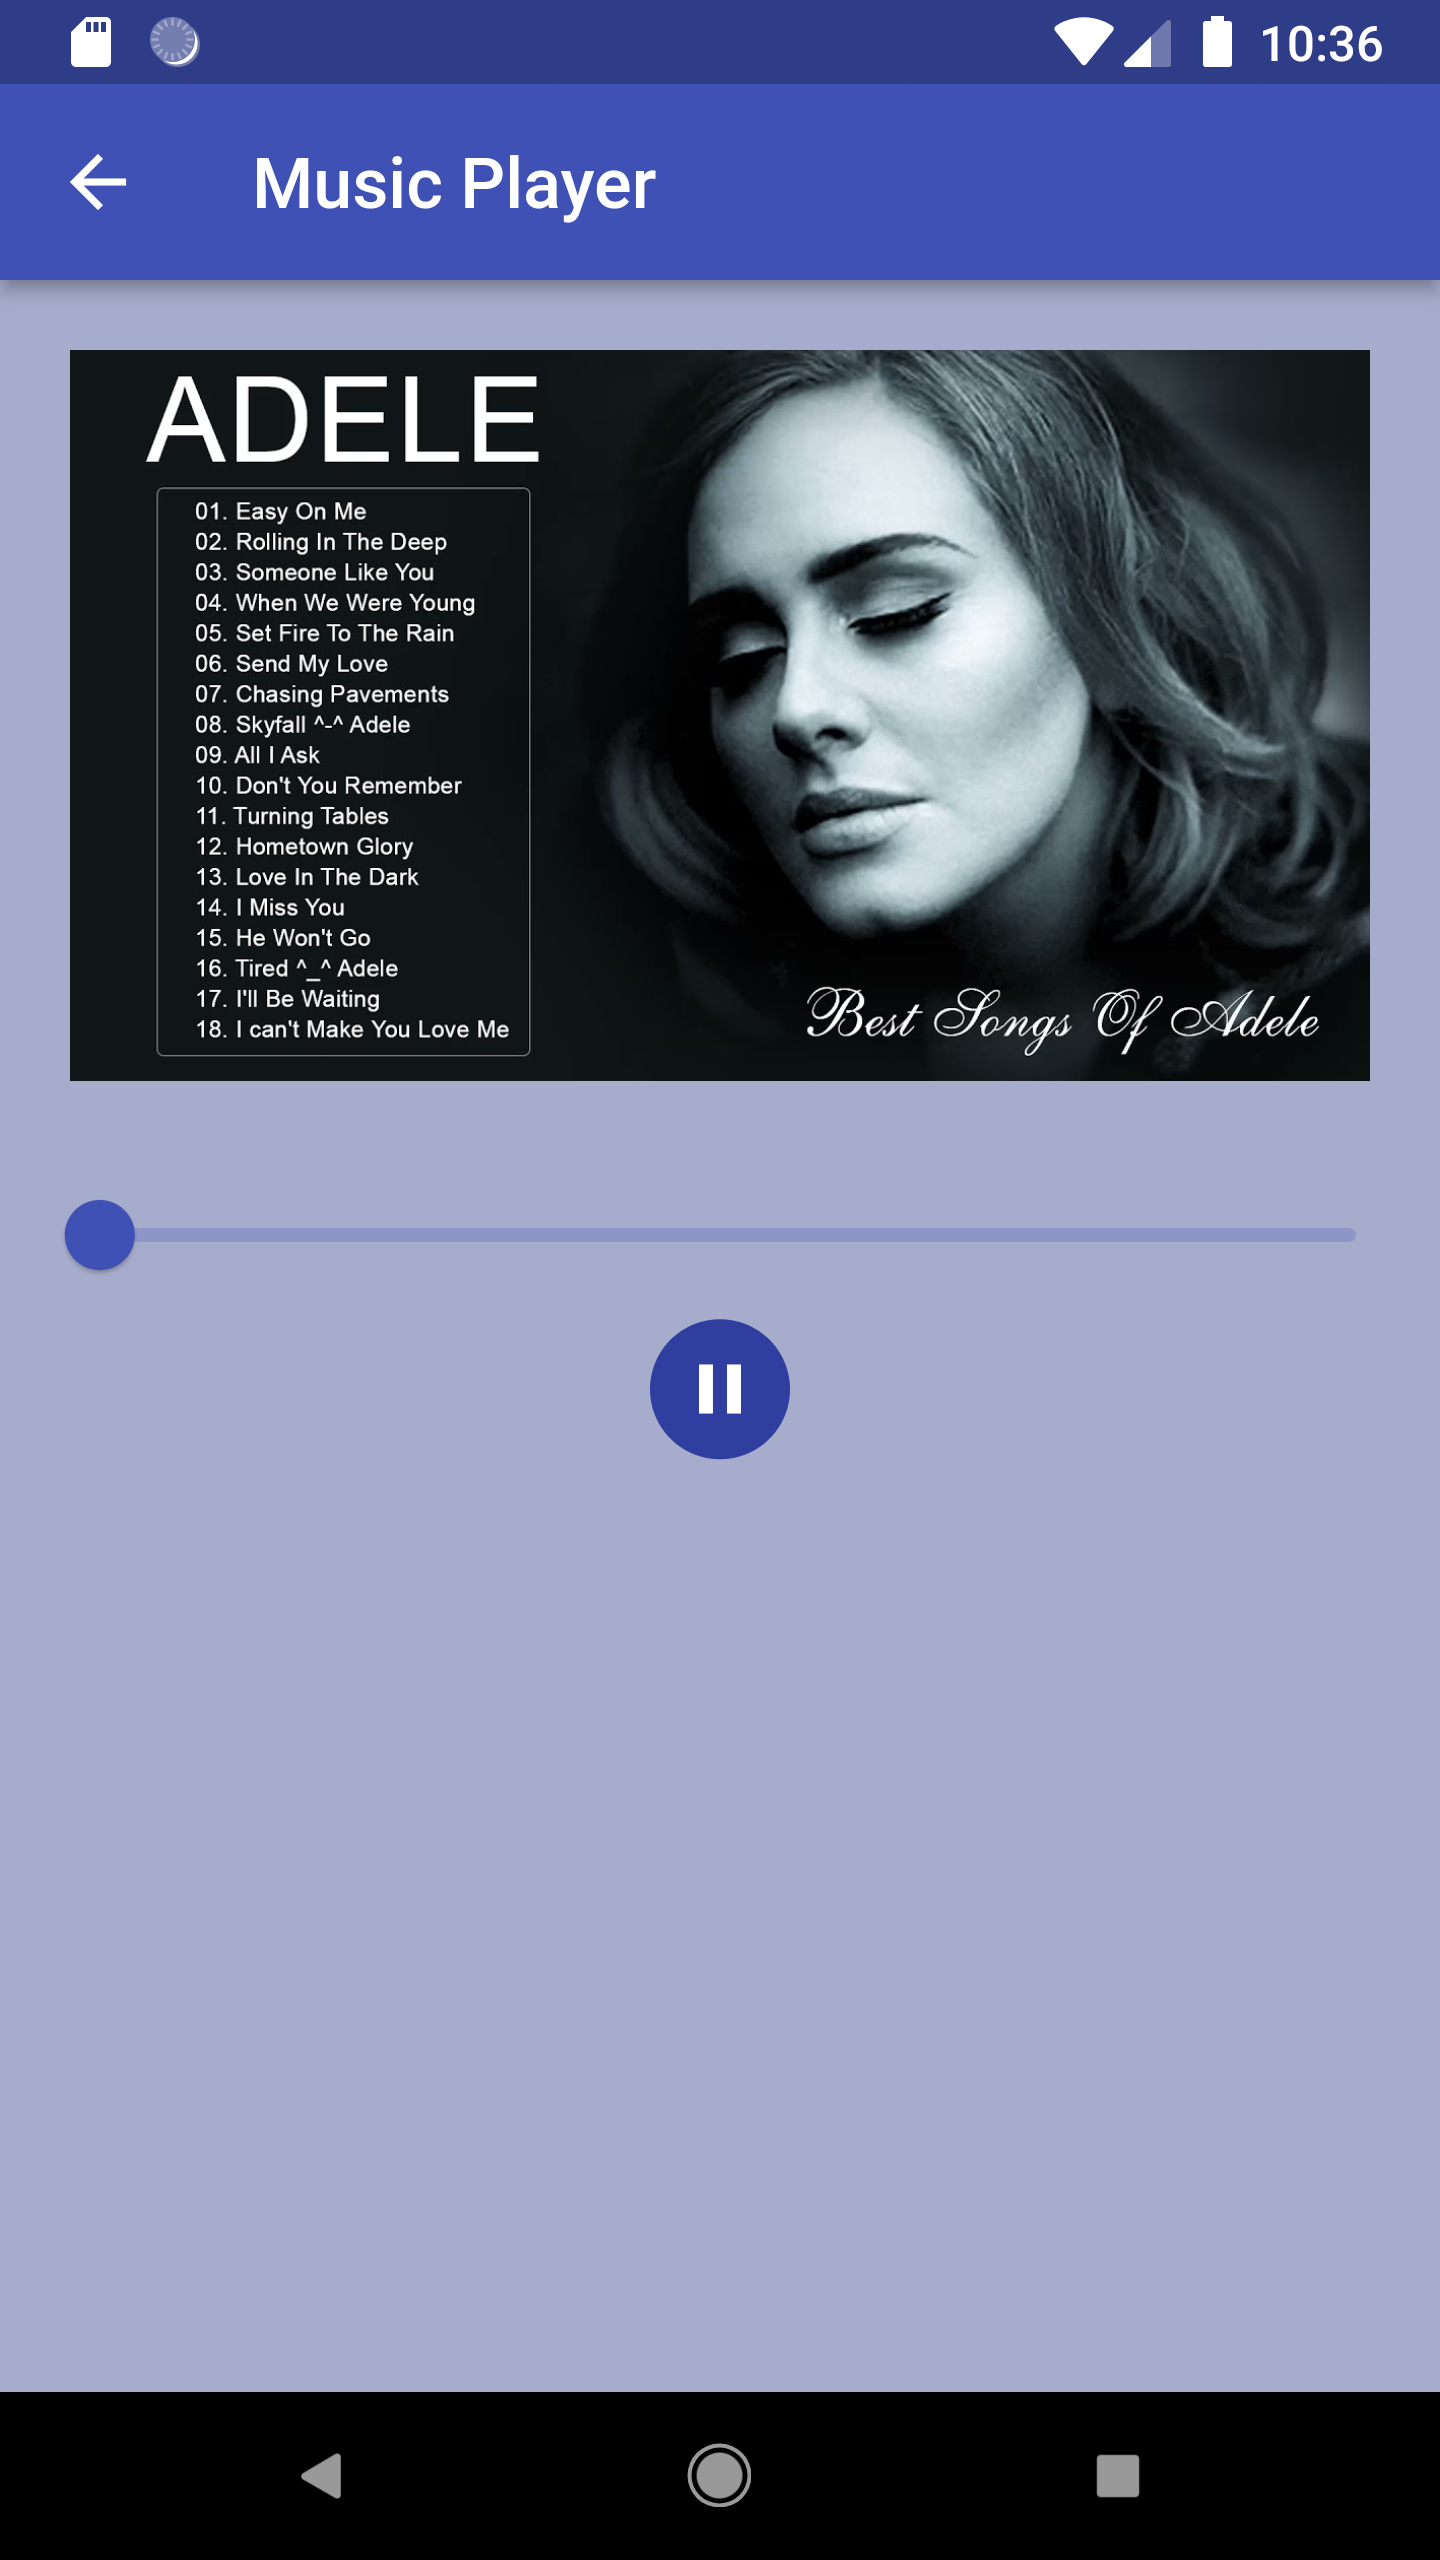 10:36
Music Player
ADELE
01. Easy On Me
02. Rolling In The Deep
03. Someone Like You
04. When We Were Young
05. Set Fire To The Rain
06. Send My Love
07. Chasing Pavements
08. Skyfall ^-^ Adele
09. All I Ask
10. Don't You Remember
11. Turning Tables
12. Hometown Glory
13. Love In The Dark
14. I Miss You
15. He Won't Go
16. Tired ^_^ Adele
17. I'll Be Waiting
18. I can't Make You Love Me
Best Songs Of Adele